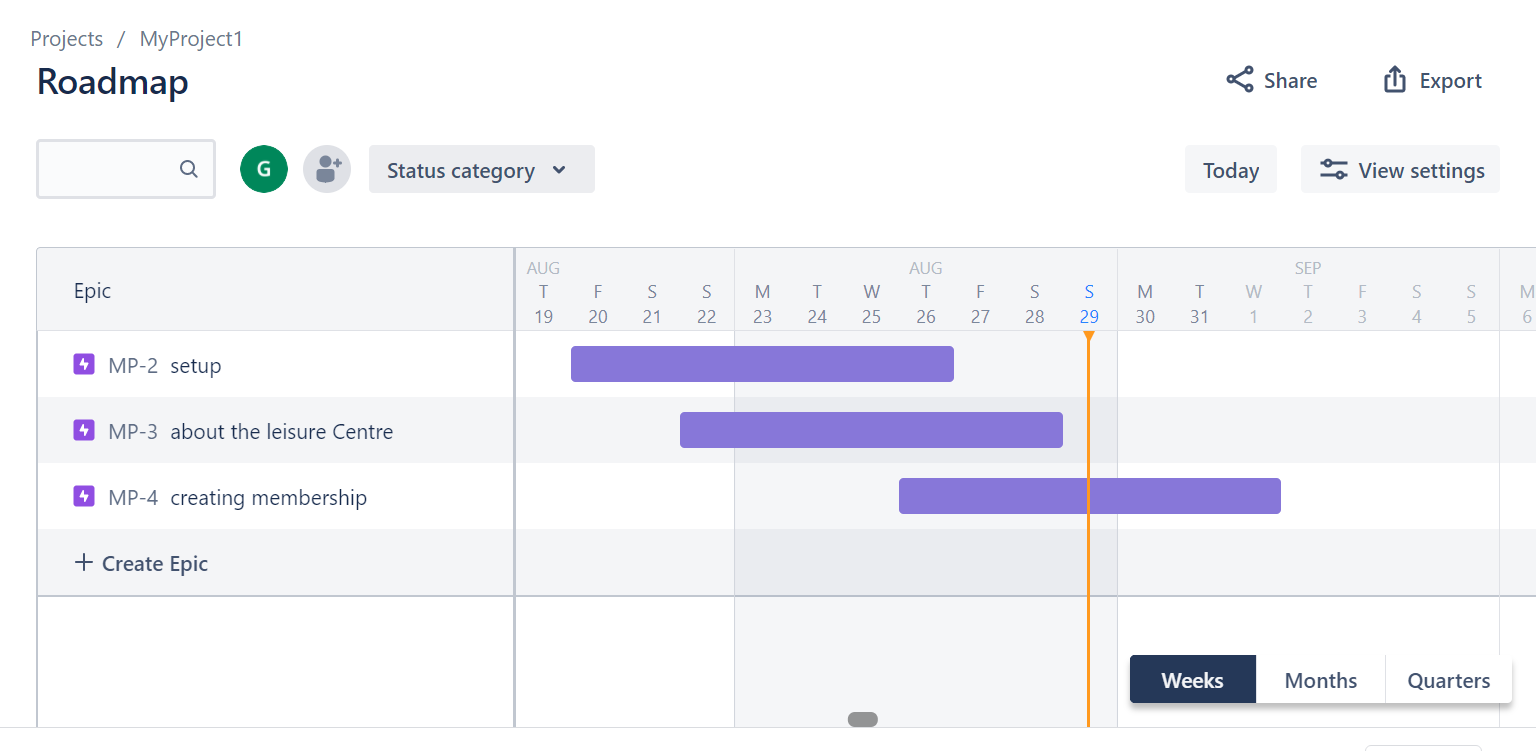 Projects / MyProject1
Roadmap
Share
Export
G
Status category
Today
View settings
Epic
AUG AUG SEP
T F S S M T W T F S S M T W T F S S M
19 20 21 22 23 24 25 26 27 28 29 30 31 1 2 3 4 5 6
MP-2 setup
MP-3 about the leisure Centre
MP-4 creating membership
+ Create Epic
Weeks Months Quarters